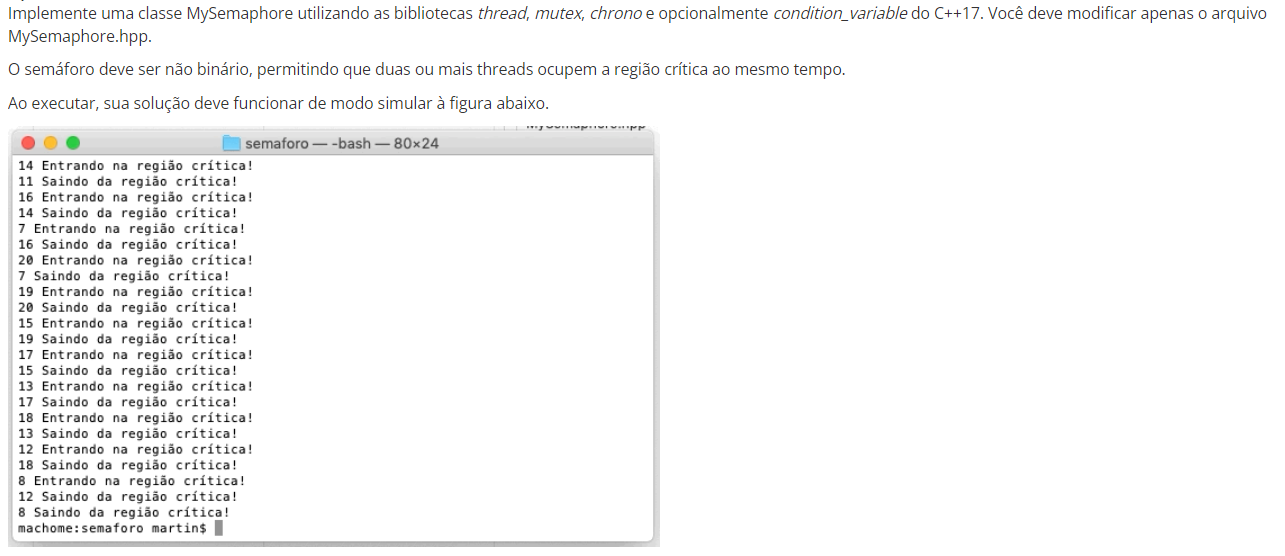 Implemente uma classe MySemaphore utilizando as bibliotecas thread, mutex, chrono e opcionalmente condition_variable do C++17. Você deve modificar apenas o arquivo
MySemaphore.hpp.
O semáforo deve ser não binário, permitindo que duas ou mais threads ocupem a região crítica ao mesmo tempo.
Ao executar, sua solução deve funcionar de modo simular à figura abaixo.
semaforo — -bash — 80×24
14 Entrando na região crítica!
11 Saindo da região crítica!
16 Entrando na região crítica!
14 Saindo da região crítica!
7 Entrando na região crítica!
16 Saindo da região crítica!
20 Entrando na região crítica!
7 Saindo da região crítica!
19 Entrando na região crítica!
20 Saindo da região crítica!
15 Entrando na região crítica!
19 Saindo da região crítica!
17 Entrando na região crítica!
15 Saindo da região crítica!
13 Entrando na região crítica!
17 Saindo da região crítica!
18 Entrando na região crítica!
13 Saindo da região crítica!
12 Entrando na região crítica!
18 Saindo da região crítica!
8 Entrando na região crítica!
12 Saindo da região crítica!
8 Saindo da região crítica!
machome:semaforo martin$